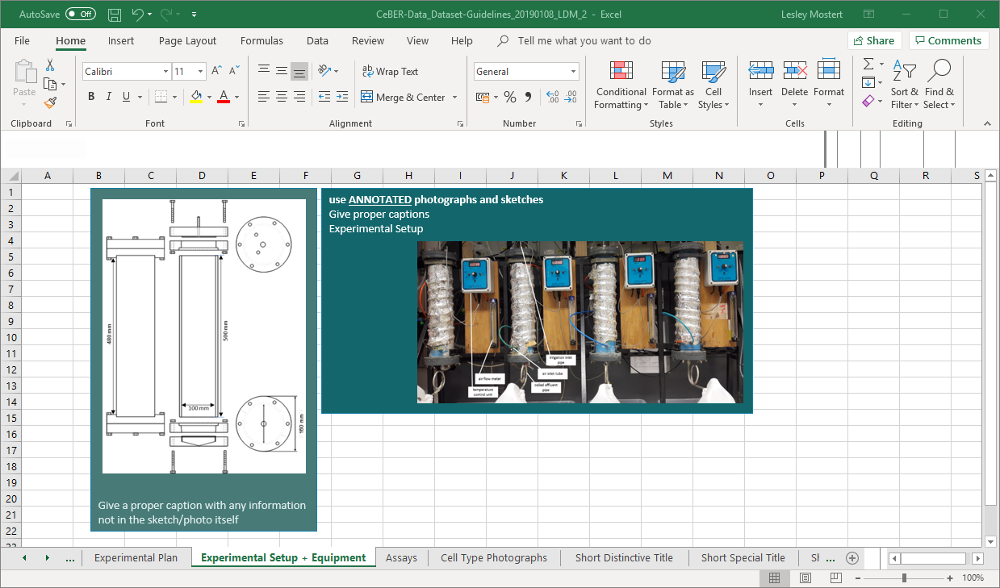 AutoSave Off CeBER-Data_Dataset-Guidelines_20190108_LDM_2 - Excel Lesley Mostert
File Home Insert Page Layout Formulas Data Review View Help Tell me what you want to do Share Comments
Paste
Calibri 11
B I U
ab Wrap Text
Merge & Center
General
Conditional Formatting
Format as Table
Cell Styles
Insert Delete Format
Sort & Filter
Find & Select
Clipboard Font Alignment Number Styles Cells Editing
A B C D E F G H I J K L M N O P Q R S
1
2
3
4
5
6
7
8
9
10
11
12
13
14
15
16
17
18
19
20
21
22
23
480 mm
500 mm
100 mm
160 mm
Give a proper caption with any information
not in the sketch/photo itself
use ANNOTATED photographs and sketches
Give proper captions
Experimental Setup
irrigation inlet
pipe
air inlet tube
air flow meter
coiled effluent
pipe
temperature
control unit
... Experimental Plan Experimental Setup + Equipment Assays Cell Type Photographs Short Distinctive Title Short Special Title Sh ...
100%